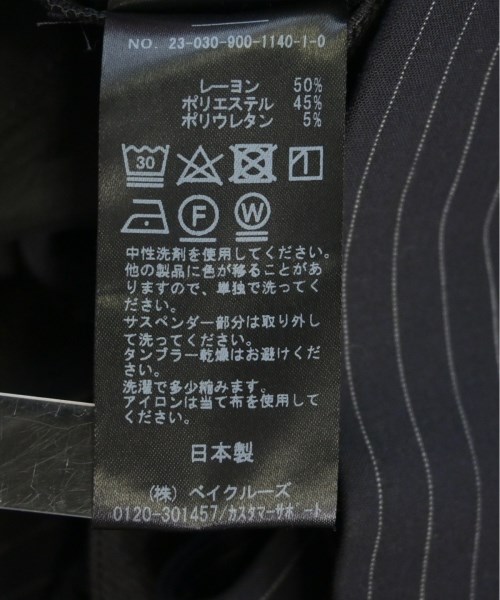 NO. 23-030-900-1140-1-0
レーヨン 50%
ポリエステル 45%
ポリウレタン 5%
30
F W
中性洗剤を使用してください。
他の製品に色が移ることがあ
りますので、単独で洗ってく
ださい。
サスペンダー部分は取り外し
て洗ってください。
タンブラー乾燥はお避けくだ
さい。
洗濯で多少縮みます。
アイロンは当て布を使用して
ください。
日本製
(株) ベイクルーズ
0120-301457/カスタマーサポート